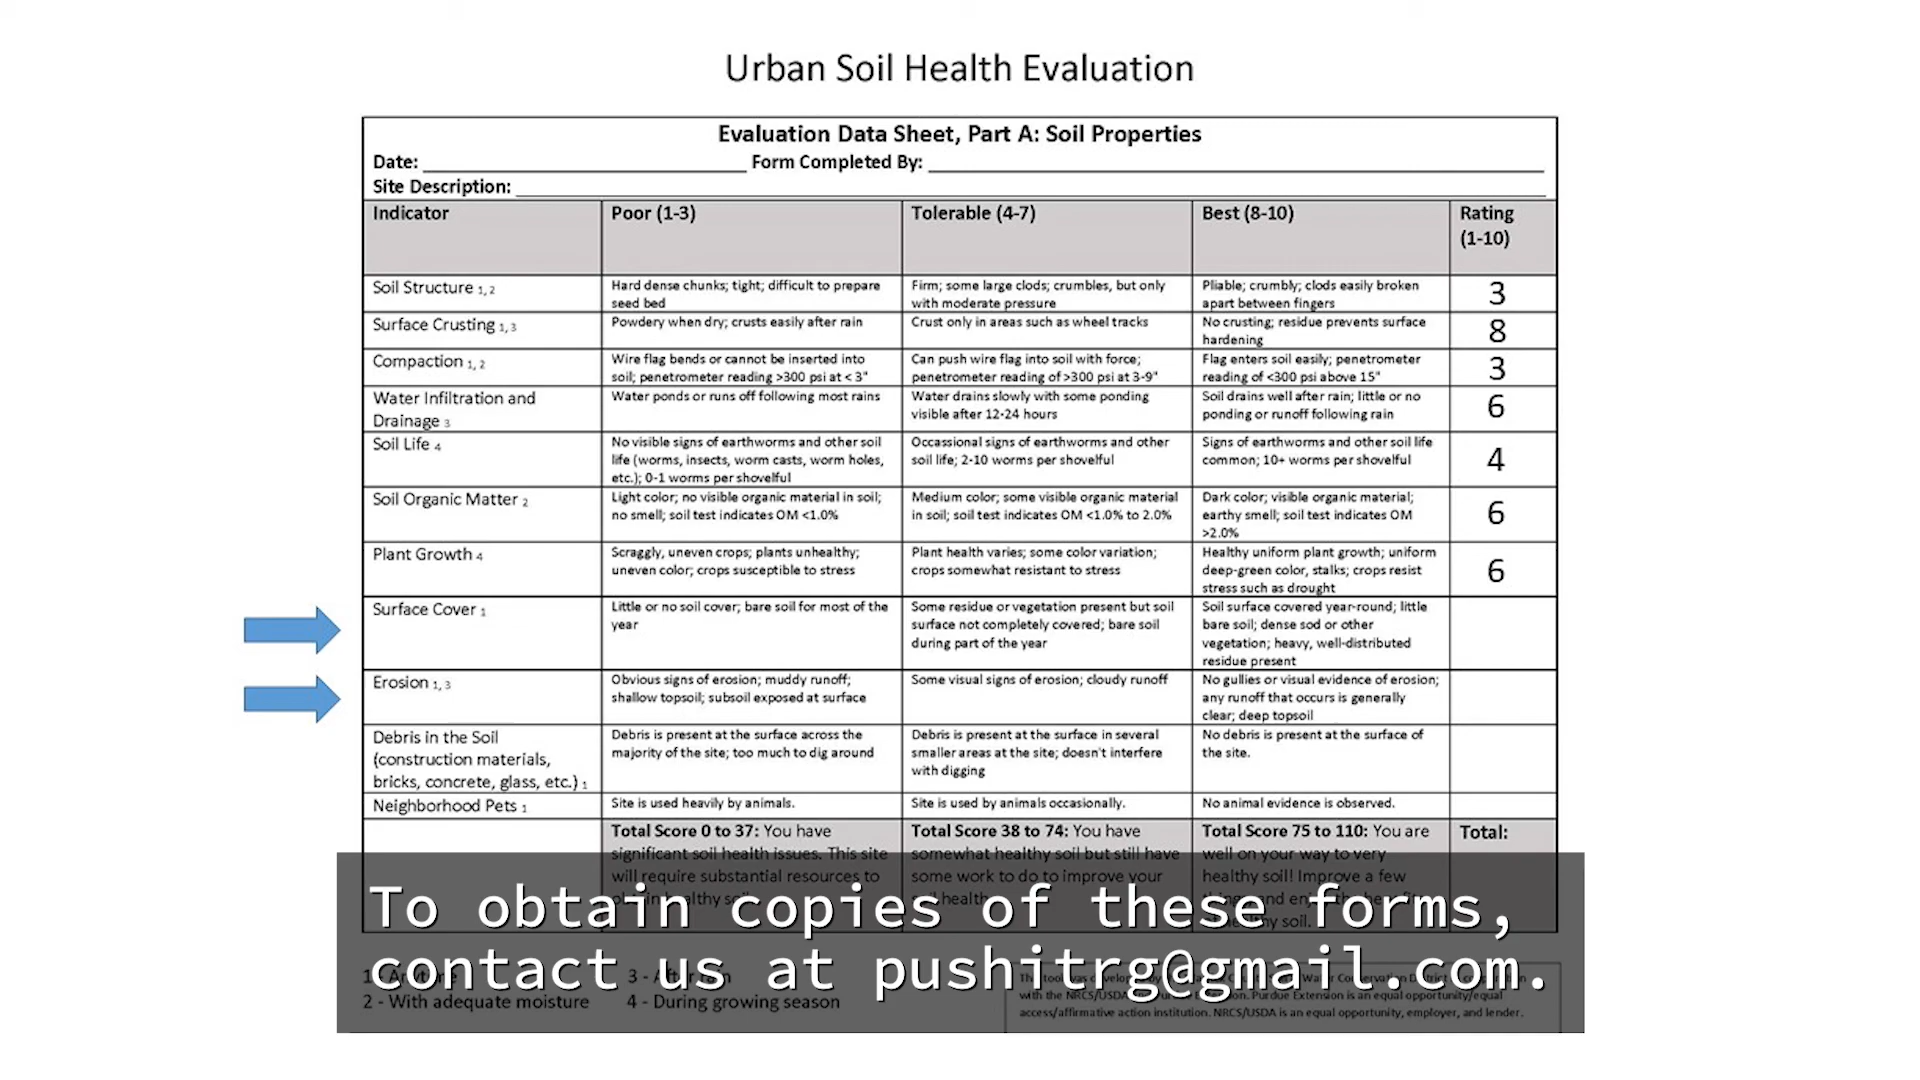 Urban Soil Health Evaluation
Evaluation Data Sheet, Part A: Soil Properties
Date: Form Completed By:
Site Description:
Indicator Poor (1-3) Tolerable (4-7) Best (8-10) Rating
(1-10)
Soil Structure 1, 2
Hard dense chunks; tight; difficult to prepare
seed bed
Firm; some large clods; crumbles, but only
with moderate pressure
Pliable; crumbly; clods easily broken
apart between fingers
3
Surface Crusting 1, 3
Powdery when dry; crusts easily after rain
Crust only in areas such as wheel tracks
No crusting; residue prevents surface
hardening
8
Compaction 1, 2
Wire flag bends or cannot be inserted into
soil; penetrometer reading >300 psi at < 3"
Can push wire flag into soil with force;
penetrometer reading of >300 psi at 3-9"
Flag enters soil easily; penetrometer
reading of <300 psi above 15"
3
Water Infiltration and
Drainage 3
Water ponds or runs off following most rains
Water drains slowly with some ponding
visible after 12-24 hours
Soil drains well after rain; little or no
ponding or runoff following rain
6
Soil Life 4
No visible signs of earthworms and other soil
life (worms, insects, worm casts, worm holes,
etc.); 0-1 worms per shovelful
Occassional signs of earthworms and other
soil life; 2-10 worms per shovelful
Signs of earthworms and other soil life
common; 10+ worms per shovelful
4
Soil Organic Matter 2
Light color; no visible organic material in soil;
no smell; soil test indicates OM <1.0%
Medium color; some visible organic material
in soil; soil test indicates OM <1.0% to 2.0%
Dark color; visible organic material;
earthy smell; soil test indicates OM
>2.0%
6
Plant Growth 4
Scraggly, uneven crops; plants unhealthy;
uneven color; crops susceptible to stress
Plant health varies; some color variation;
crops somewhat resistant to stress
Healthy uniform plant growth; uniform
deep-green color, stalks; crops resist
stress such as drought
6
Surface Cover 1
Little or no soil cover; bare soil for most of the
year
Some residue or vegetation present but soil
surface not completely covered; bare soil
during part of the year
Soil surface covered year-round; little
bare soil; dense sod or other
vegetation; heavy, well-distributed
residue present
Erosion 1, 3
Obvious signs of erosion; muddy runoff;
shallow topsoil; subsoil exposed at surface
Some visual signs of erosion; cloudy runoff
No gullies or visual evidence of erosion;
any runoff that occurs is generally
clear; deep topsoil
Debris in the Soil
(construction materials,
bricks, concrete, glass, etc.) 1
Debris is present at the surface across the
majority of the site; too much to dig around
Debris is present at the surface in several
smaller areas at the site; doesn't interfere
with digging
No debris is present at the surface of
the site.
Neighborhood Pets 1
Site is used heavily by animals.
Site is used by animals occasionally.
No animal evidence is observed.
Total Score 0 to 37: You have
significant soil health issues. This site
will require substantial resources to
Total Score 38 to 74: You have
somewhat healthy soil but still have
some work to do to improve your
Total Score 75 to 110: You are
well on your way to very
healthy soil! Improve a few
soil.
Total:
To obtain copies of these forms,
contact us at pushitrg@gmail.com.
2 - With adequate moisture 4 - During growing season
access/affirmative action institution. NRCS/USDA is an equal opportunity, employer, and lender.